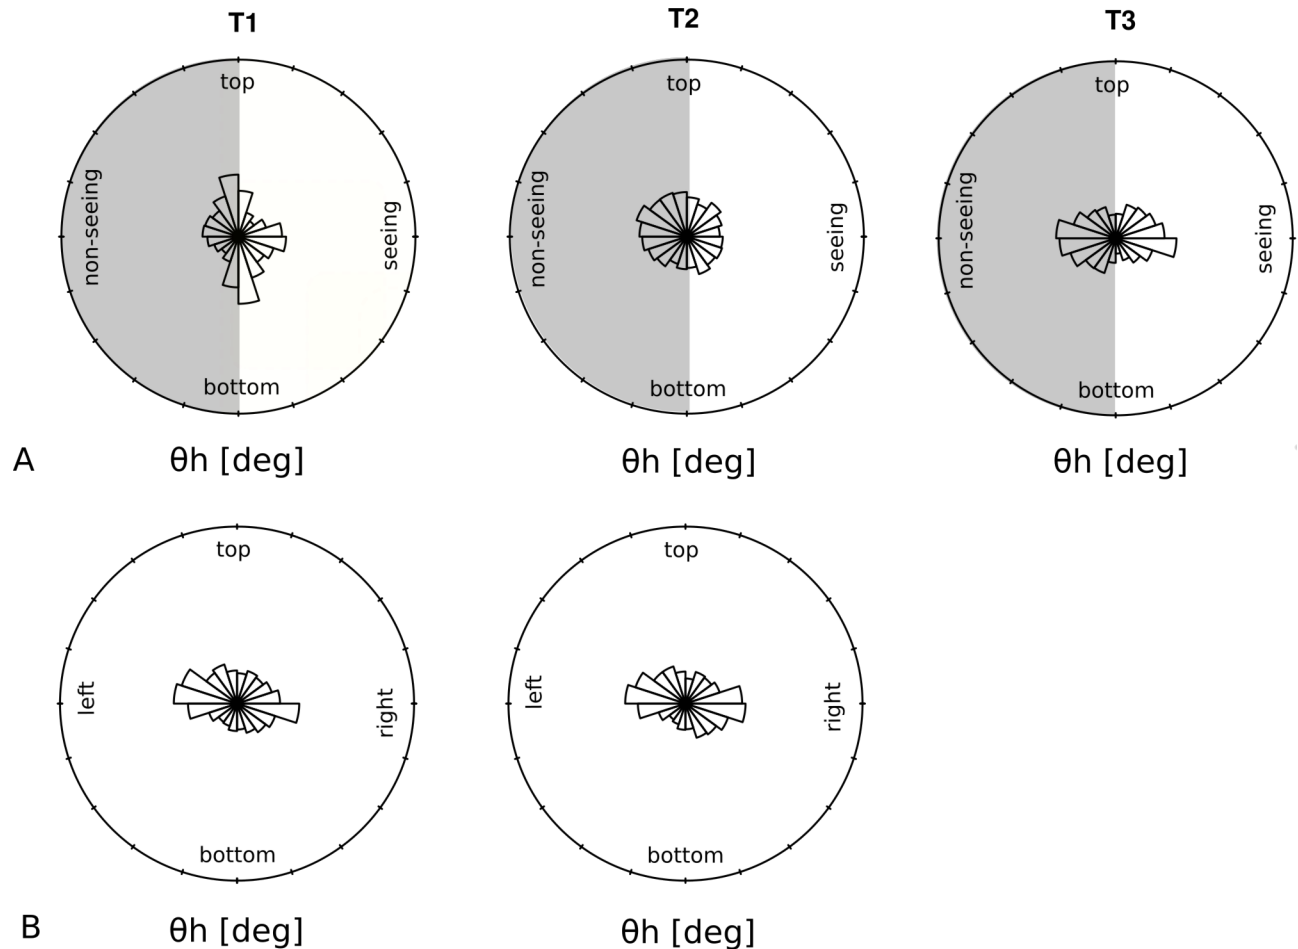 T1 T2 T3
top top top
non-seeing seeing non-seeing seeing non-seeing seeing
bottom bottom bottom
A θh [deg] θh [deg] θh [deg]
top top
left right left right
bottom bottom
B θh [deg] θh [deg]